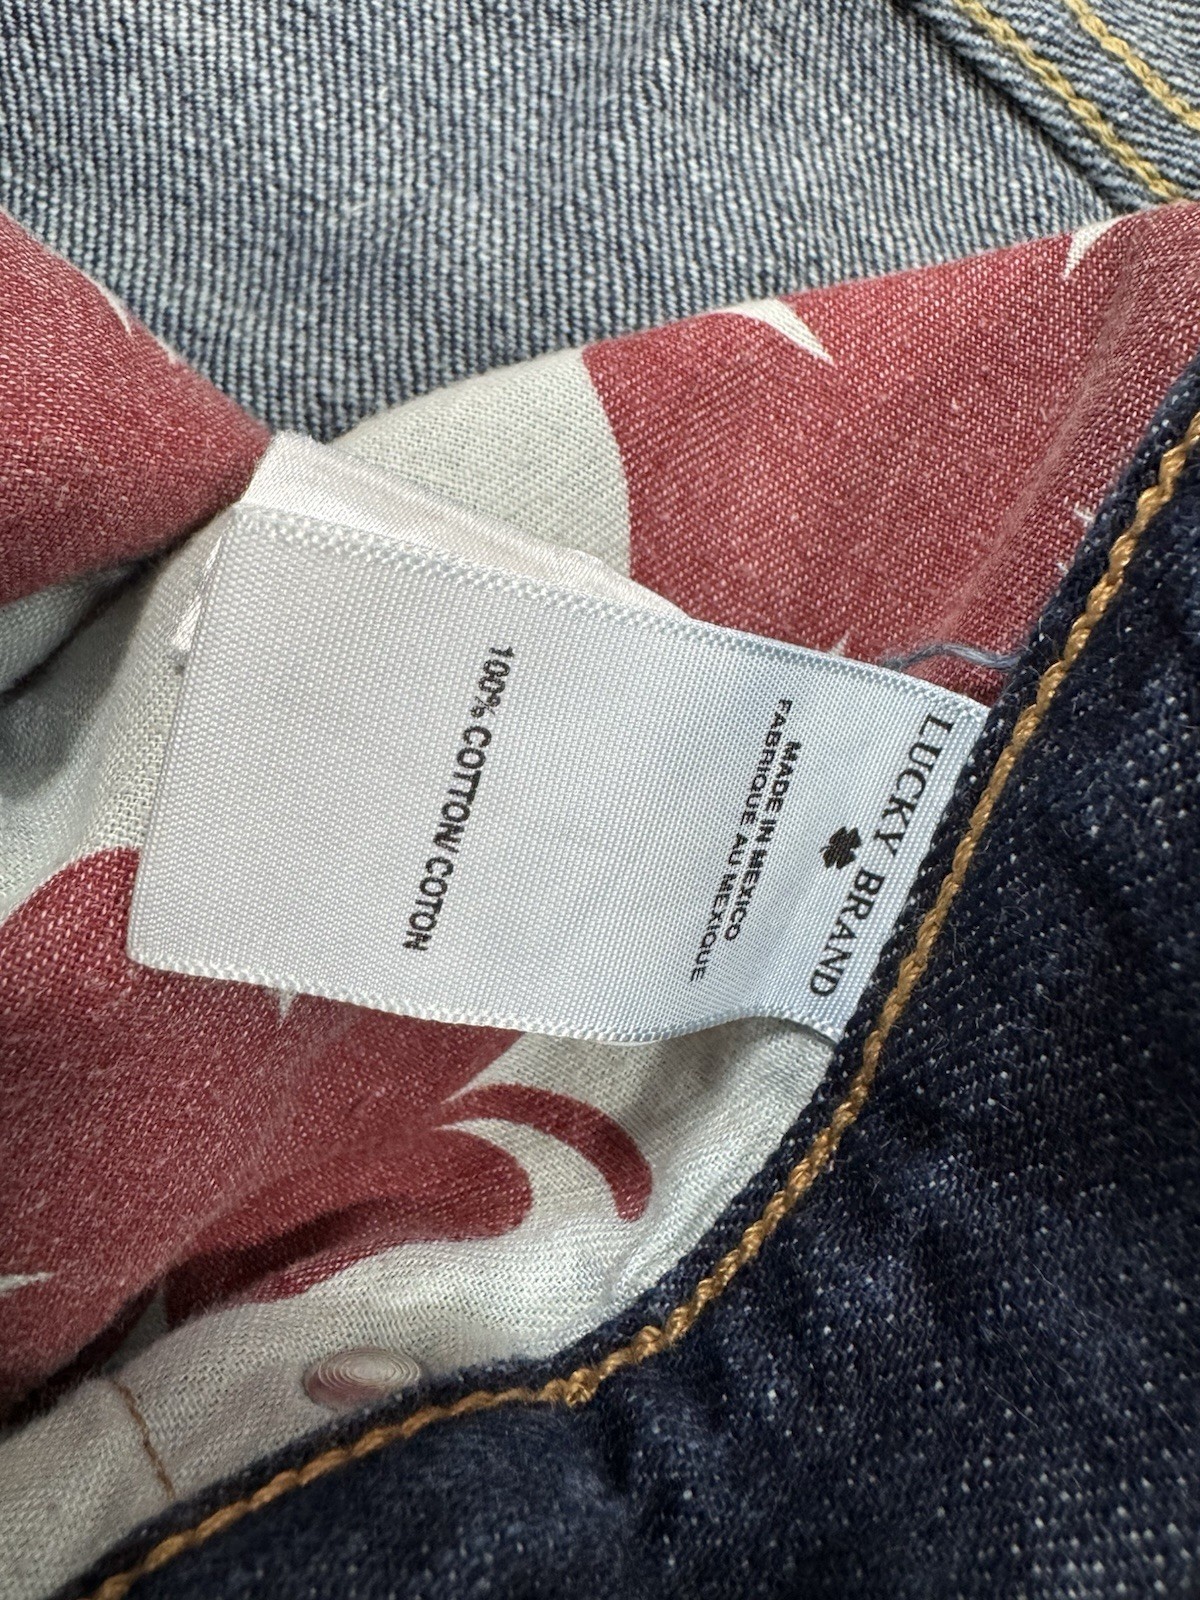 LUCKY BRAND
MADE IN MEXICO
FABRIQUE AU MEXIQUE
100% COTTON/ COTON